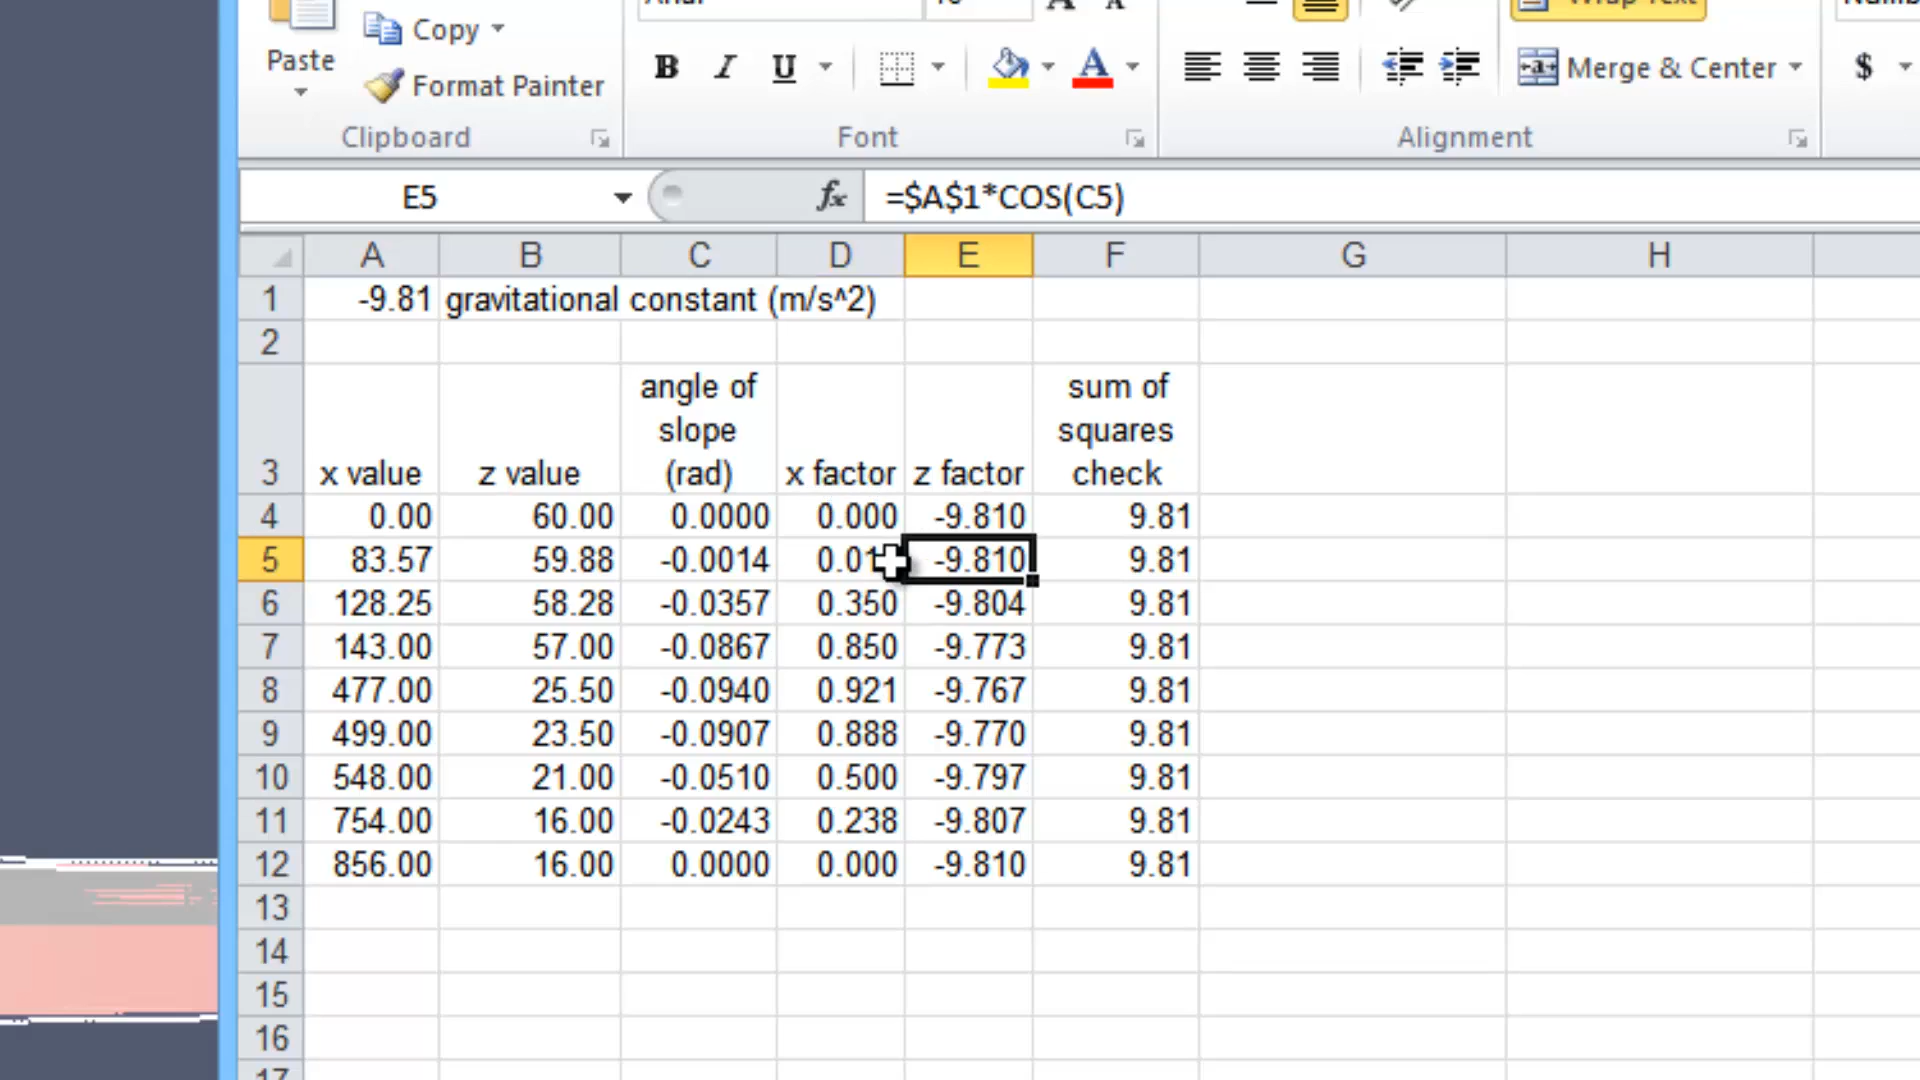 Copy
Wrap Text
Paste
B I U
Merge & Center
$
Format Painter
Clipboard
Font
Alignment
E5
fx
=$A$1*COS(C5)
A B C D E F G H
1 -9.81 gravitational constant (m/s^2)
2
angle of
slope
(rad)
sum of
squares
check
3 x value z value x factor z factor
4 0.00 60.00 0.0000 0.000 -9.810 9.81
5 83.57 59.88 -0.0014 -9.810 9.81
6 128.25 58.28 -0.0357 0.350 -9.804 9.81
7 143.00 57.00 -0.0867 0.850 -9.773 9.81
8 477.00 25.50 -0.0940 0.921 -9.767 9.81
9 499.00 23.50 -0.0907 0.888 -9.770 9.81
10 548.00 21.00 -0.0510 0.500 -9.797 9.81
11 754.00 16.00 -0.0243 0.238 -9.807 9.81
12 856.00 16.00 0.0000 0.000 -9.810 9.81
13
14
15
16
17